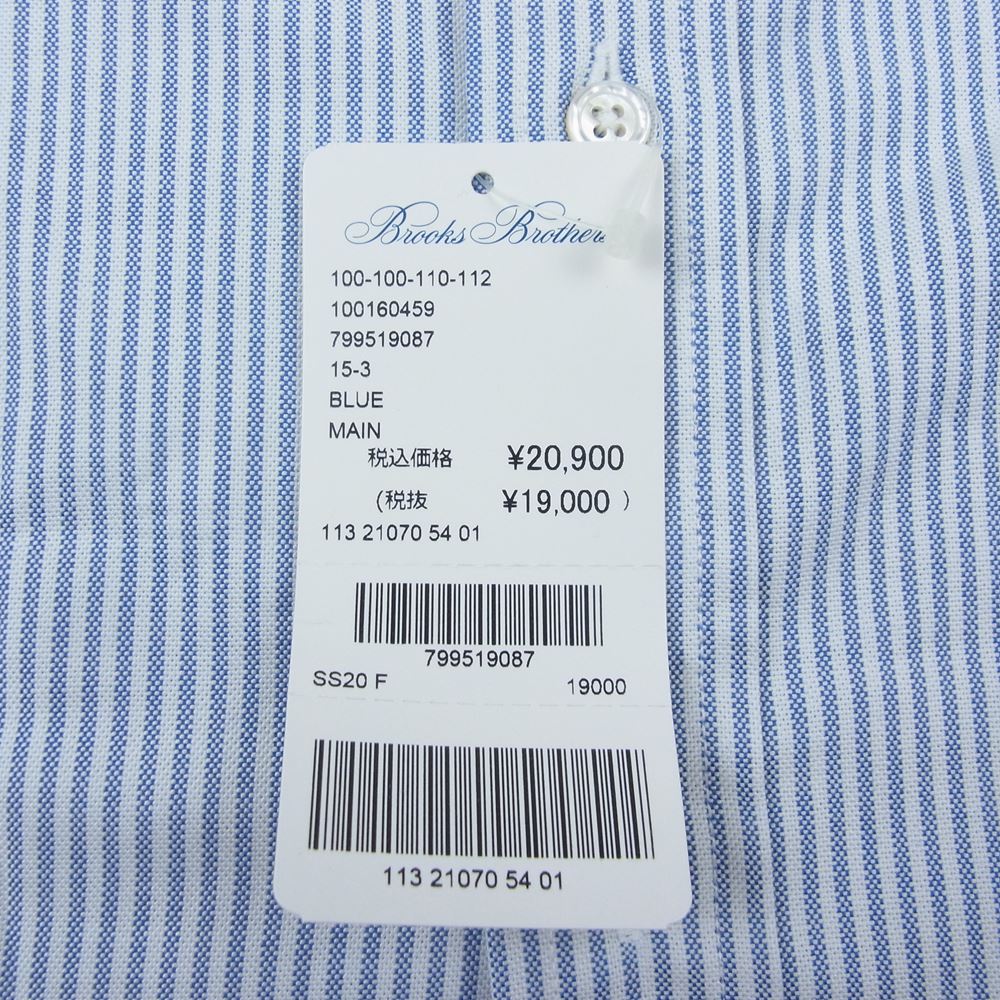 Brooks Brothers
100-100-110-112
100160459
799519087
15-3
BLUE
MAIN
税込価格 ¥20,900
(税抜 ¥19,000 )
113 21070 54 01
799519087
SS20 F 19000
113 21070 54 01